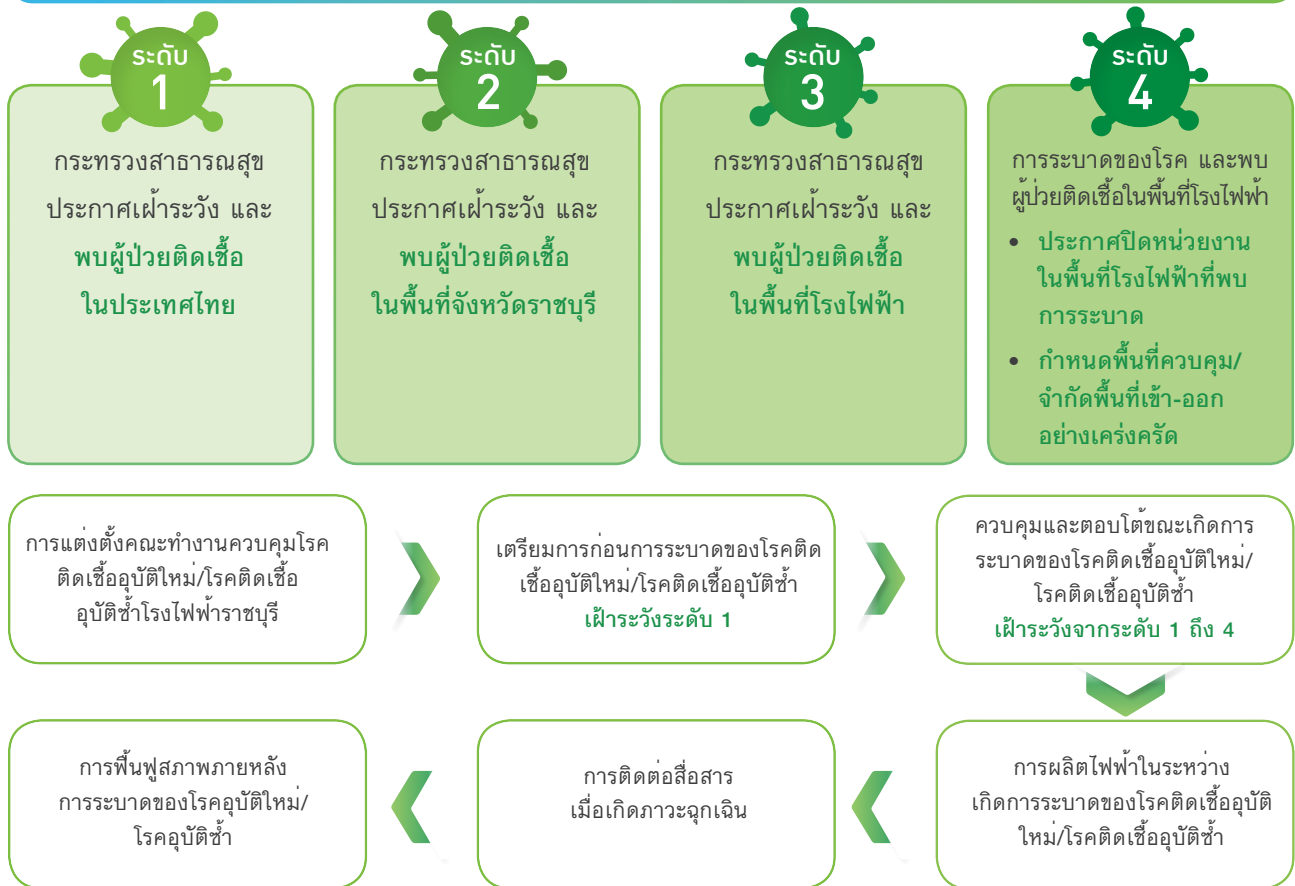 ระดับ
1
กระทรวงสาธารณสุข
ประกาศเฝ้าระวัง และ
พบผู้ป่วยติดเชื้อ
ในประเทศไทย
ระดับ
2
กระทรวงสาธารณสุข
ประกาศเฝ้าระวัง และ
พบผู้ป่วยติดเชื้อ
ในพื้นที่จังหวัดราชบุรี
ระดับ
3
กระทรวงสาธารณสุข
ประกาศเฝ้าระวัง และ
พบผู้ป่วยติดเชื้อ
ในพื้นที่โรงไฟฟ้า
ระดับ
4
การระบาดของโรค และพบ
ผู้ป่วยติดเชื้อในพื้นที่โรงไฟฟ้า
• ประกาศปิดหน่วยงาน
ในพื้นที่โรงไฟฟ้าที่พบ
การระบาด
• กำหนดพื้นที่ควบคุม/
จำกัดพื้นที่เข้า-ออก
อย่างเคร่งครัด
การแต่งตั้งคณะทำงานควบคุมโรค
ติดเชื้ออุบัติใหม่/โรคติดเชื้อ
อุบัติซ้ำโรงไฟฟ้าราชบุรี
เตรียมการก่อนการระบาดของโรคติด
เชื้ออุบัติใหม่/โรคติดเชื้ออุบัติซ้ำ
เฝ้าระวังระดับ 1
ควบคุมและตอบโต้ขณะเกิดการ
ระบาดของโรคติดเชื้ออุบัติใหม่/
โรคติดเชื้ออุบัติซ้ำ
เฝ้าระวังจากระดับ 1 ถึง 4
การผลิตไฟฟ้าในระหว่าง
เกิดการระบาดของโรคติดเชื้ออุบัติ
ใหม่/โรคติดเชื้ออุบัติซ้ำ
การติดต่อสื่อสาร
เมื่อเกิดภาวะฉุกเฉิน
การฟื้นฟูสภาพภายหลัง
การระบาดของโรคอุบัติใหม่/
โรคอุบัติซ้ำ